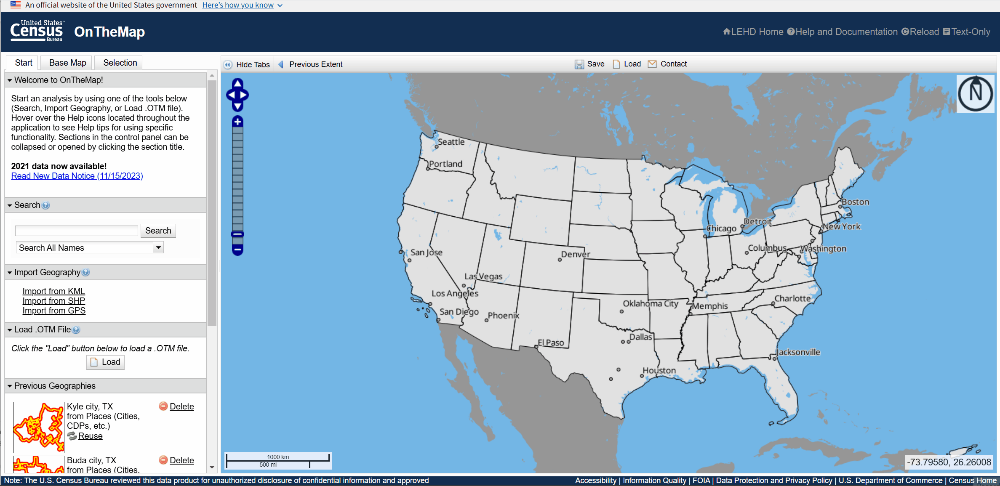 An official website of the United States government Here's how you know
United States
Census
Bureau
OnTheMap
LEHD Home Help and Documentation Reload Text-Only
Start Base Map Selection
Hide Tabs Previous Extent Save Load Contact
Welcome to OnTheMap!
Start an analysis by using one of the tools below
(Search, Import Geography, or Load .OTM file).
Hover over the Help icons located throughout the
application to see Help tips for using specific
functionality. Sections in the control panel can be
collapsed or opened by clicking the section title.
2021 data now available!
Read New Data Notice (11/15/2023)
Search
Search
Search All Names
Import Geography
Import from KML
Import from SHP
Import from GPS
Load .OTM File
Click the "Load" button below to load a .OTM file.
Load
Previous Geographies
Kyle city, TX
from Places (Cities,
CDPs, etc.)
Reuse
Delete
Buda city, TX
from Places (Cities,
Delete
N
Seattle
Portland
Boston
Detroit
New York
Chicago
Columbus
Washington
San Jose
Denver
Las Vegas
Los Angeles
Charlotte
Oklahoma City
Memphis
San Diego
Phoenix
Dallas
El Paso
Jacksonville
Houston
1000 km
500 mi
-73.79580, 26.26008
Note: The U.S. Census Bureau reviewed this data product for unauthorized disclosure of confidential information and approved
Accessibility | Information Quality | FOIA | Data Protection and Privacy Policy | U.S. Department of Commerce | Census Home